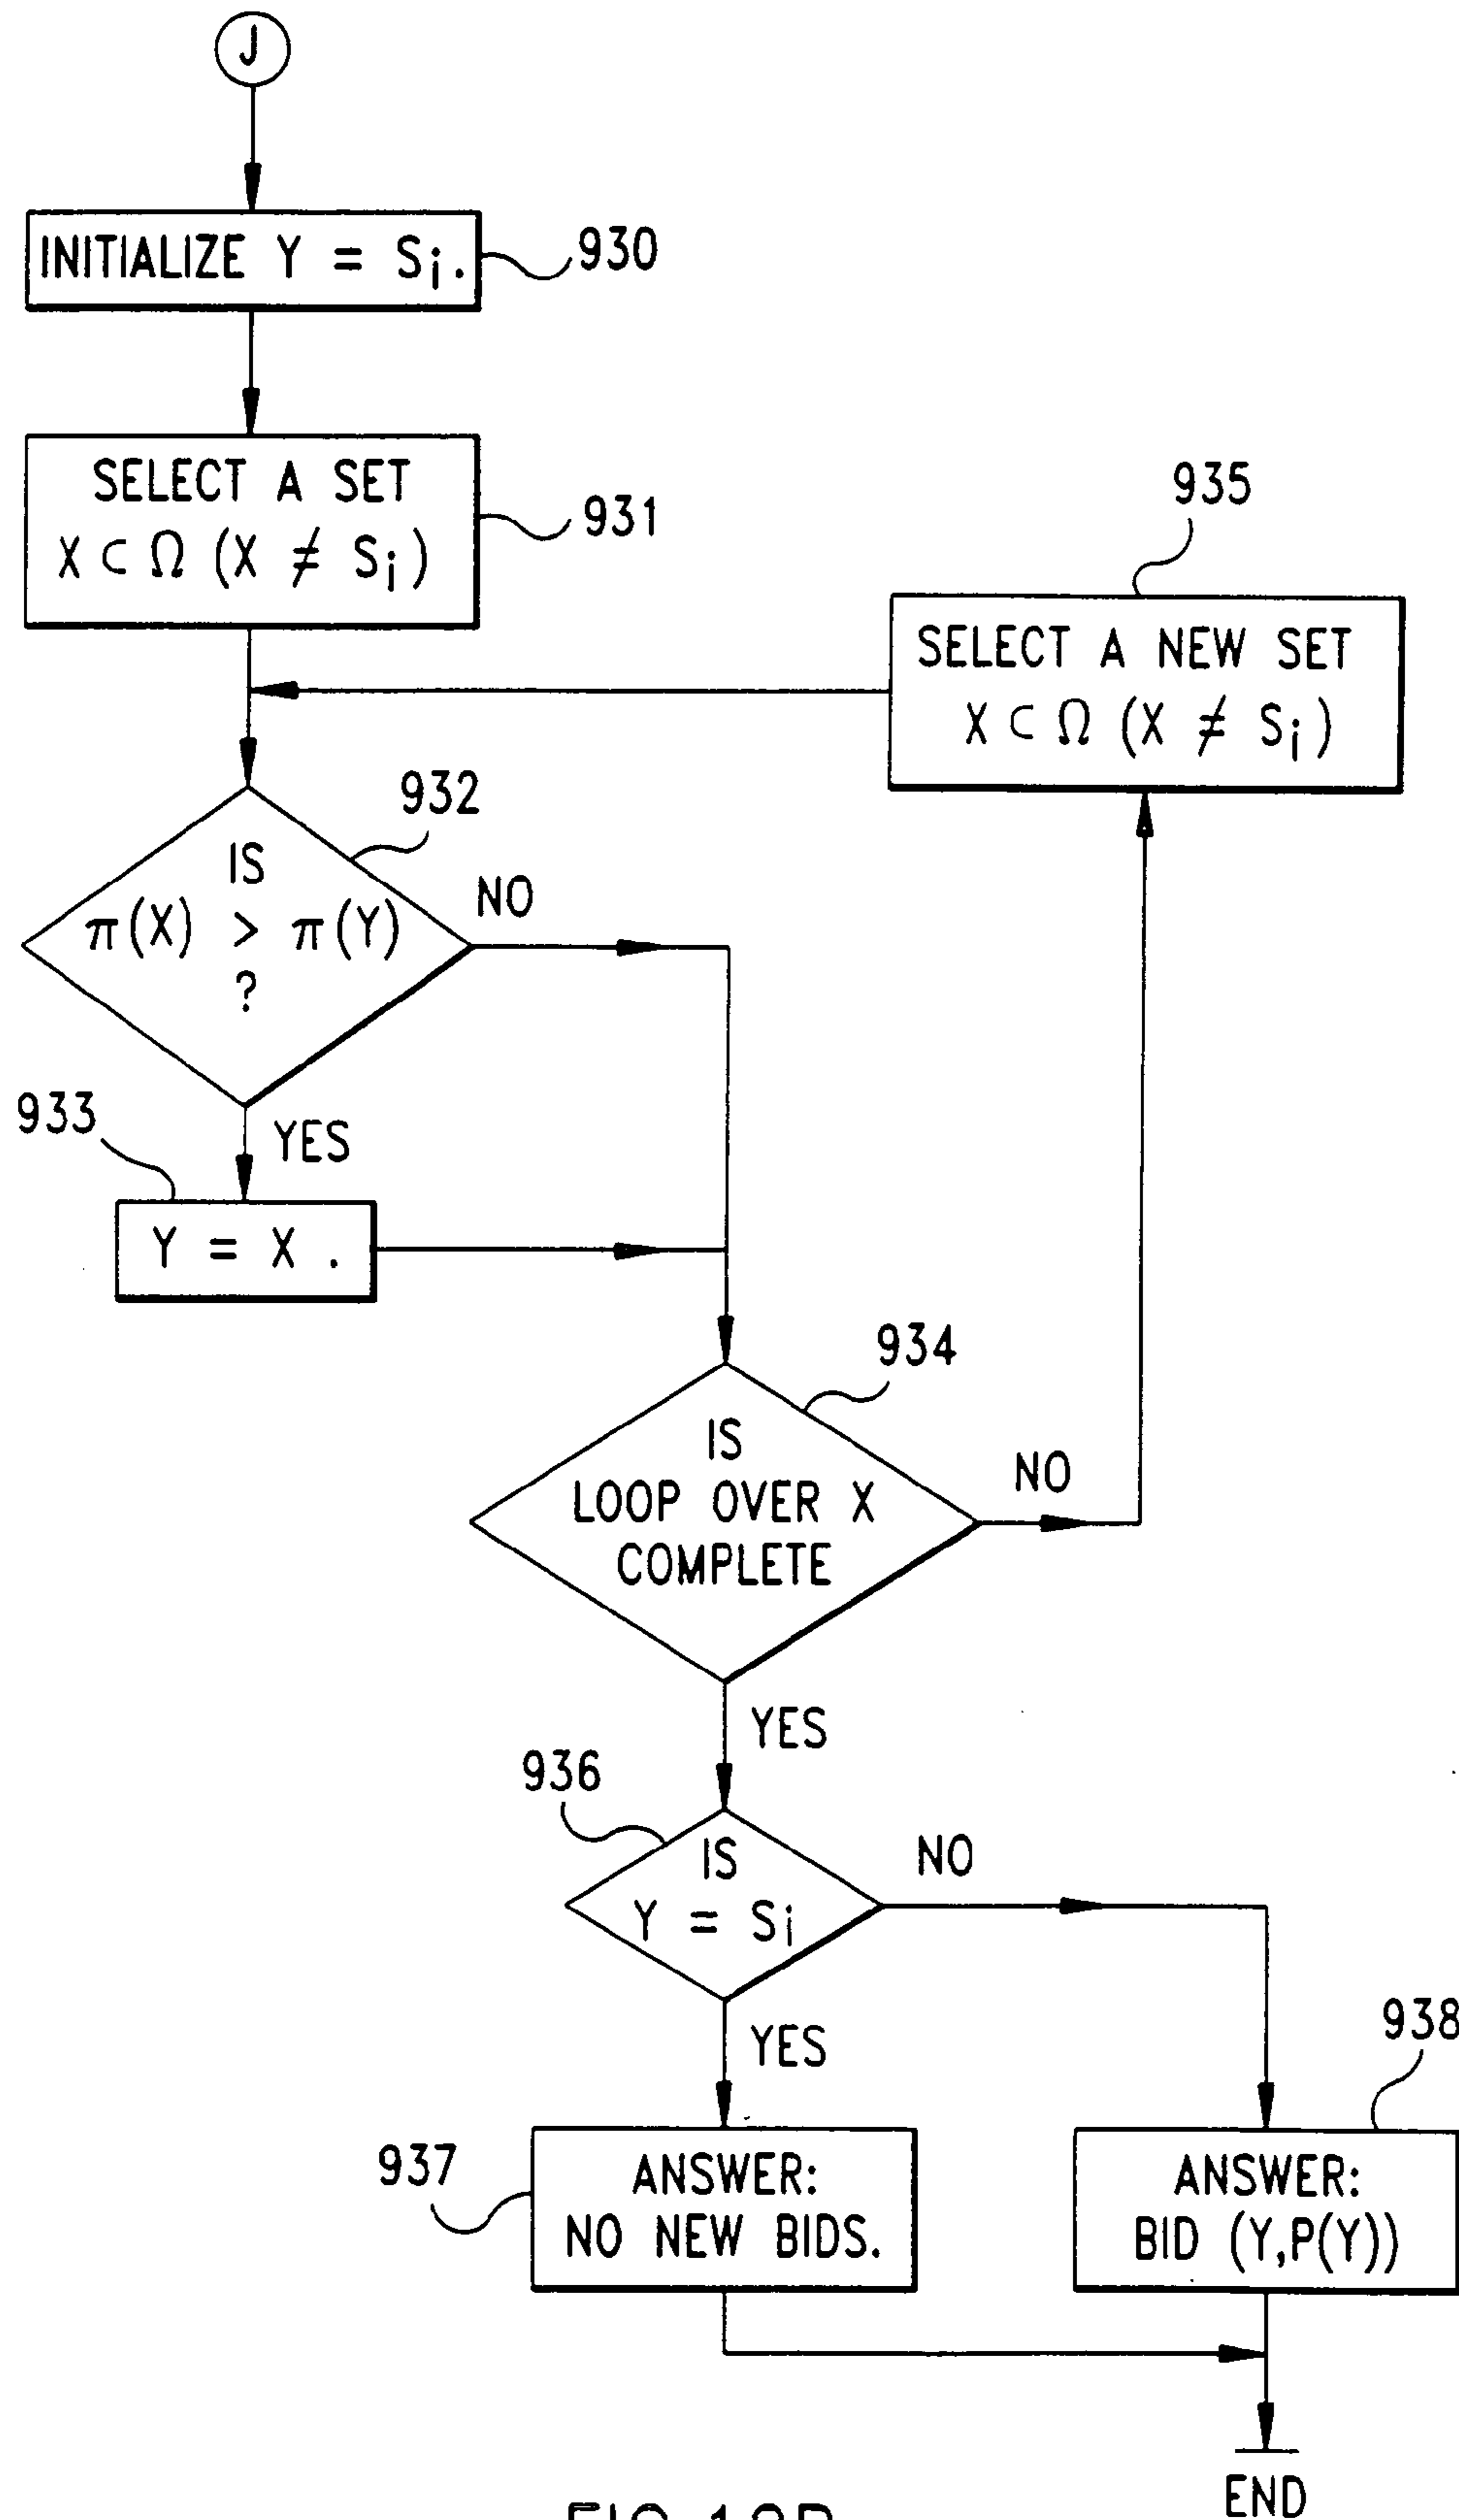 J
INITIALIZE Y = Si.
930
SELECT A SET
X ⊂ Ω (X ≠ Si)
931
935
SELECT A NEW SET
X ⊂ Ω (X ≠ Si)
932
IS
π(X) > π(Y)
?
NO
933
YES
Y = X .
934
IS
LOOP OVER X
COMPLETE
NO
YES
936
IS
Y = Si
NO
YES
938
937
ANSWER:
NO NEW BIDS.
ANSWER:
BID (Y,P(Y))
END